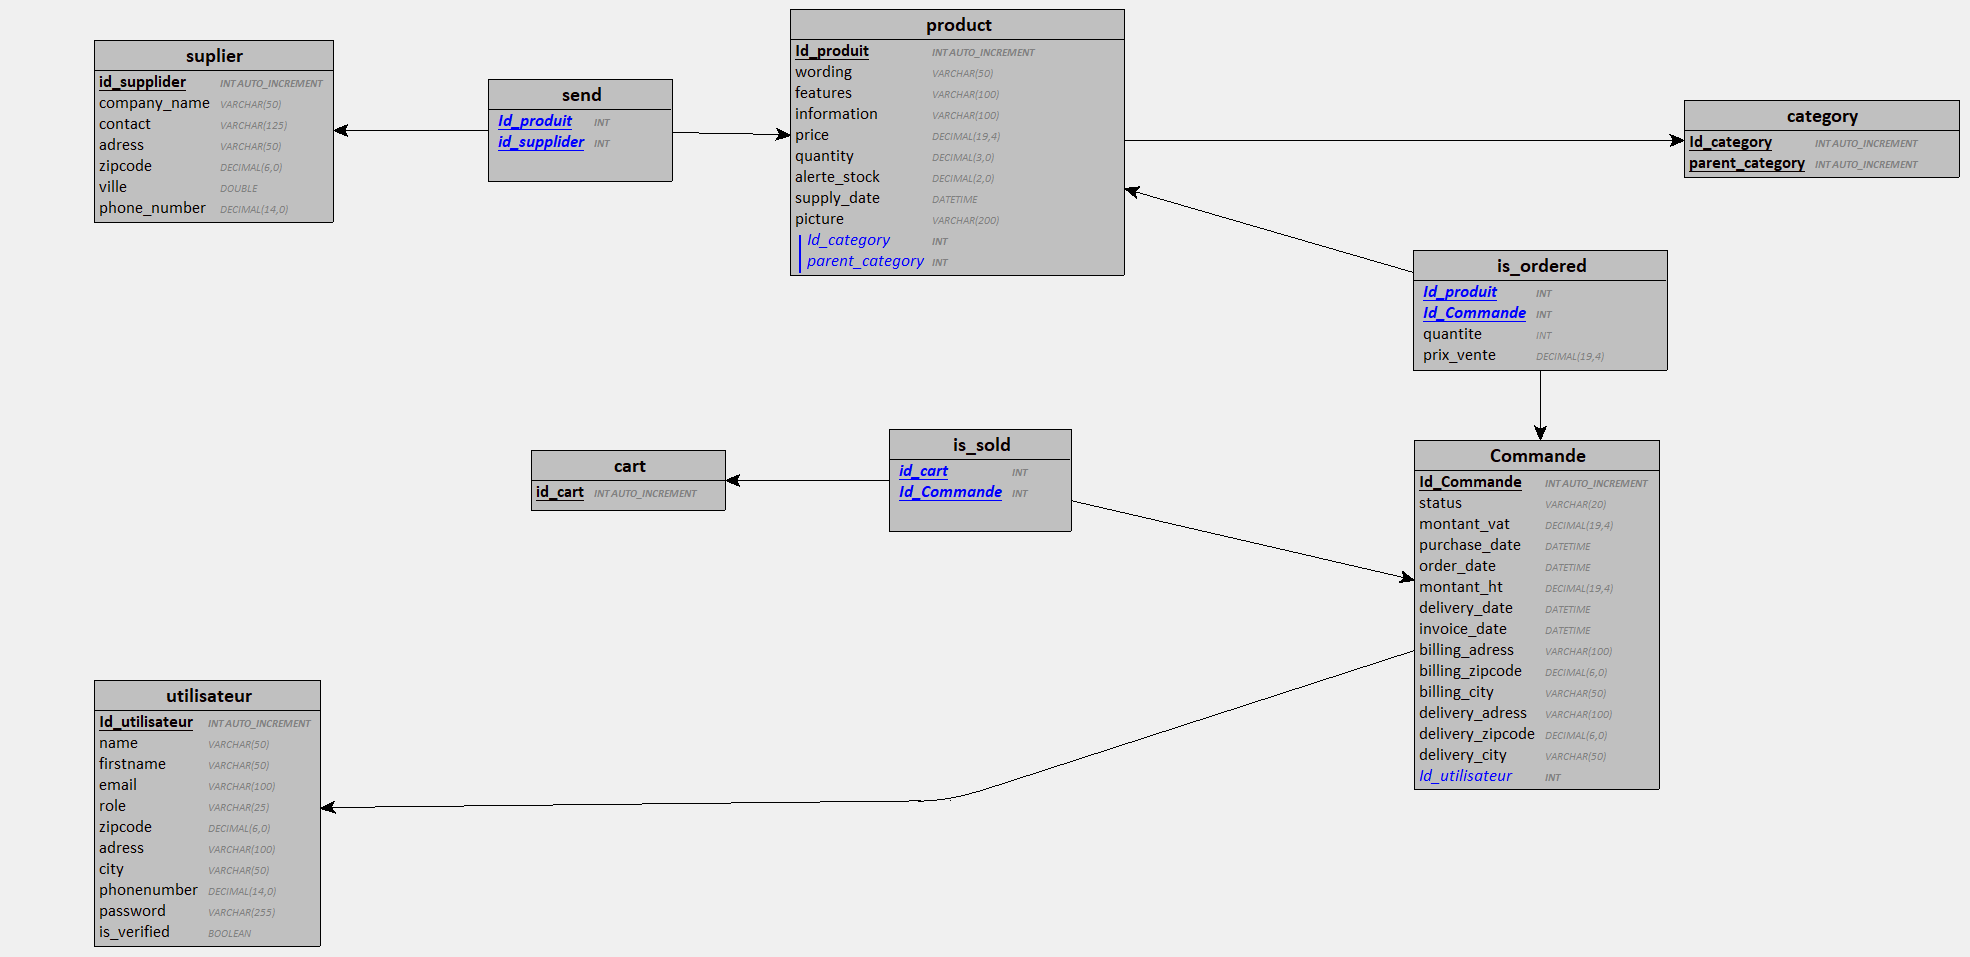 suplier
id_supplider INT AUTO_INCREMENT
company_name VARCHAR(50)
contact VARCHAR(125)
adress VARCHAR(50)
zipcode DECIMAL(6,0)
ville DOUBLE
phone_number DECIMAL(14,0)
send
Id_produit INT
id_supplider INT
product
Id_produit INT AUTO_INCREMENT
wording VARCHAR(50)
features VARCHAR(100)
information VARCHAR(100)
price DECIMAL(19,4)
quantity DECIMAL(3,0)
alerte_stock DECIMAL(2,0)
supply_date DATETIME
picture VARCHAR(200)
Id_category INT
parent_category INT
category
Id_category INT AUTO_INCREMENT
parent_category INT AUTO_INCREMENT
is_ordered
Id_produit INT
Id_Commande INT
quantite INT
prix_vente DECIMAL(19,4)
cart
id_cart INT AUTO_INCREMENT
is_sold
id_cart INT
Id_Commande INT
Commande
Id_Commande INT AUTO_INCREMENT
status VARCHAR(20)
montant_vat DECIMAL(19,4)
purchase_date DATETIME
order_date DATETIME
montant_ht DECIMAL(19,4)
delivery_date DATETIME
invoice_date DATETIME
billing_adress VARCHAR(100)
billing_zipcode DECIMAL(6,0)
billing_city VARCHAR(50)
delivery_adress VARCHAR(100)
delivery_zipcode DECIMAL(6,0)
delivery_city VARCHAR(50)
Id_utilisateur INT
utilisateur
Id_utilisateur INT AUTO_INCREMENT
name VARCHAR(50)
firstname VARCHAR(50)
email VARCHAR(100)
role VARCHAR(25)
zipcode DECIMAL(6,0)
adress VARCHAR(100)
city VARCHAR(50)
phonenumber DECIMAL(14,0)
password VARCHAR(255)
is_verified BOOLEAN